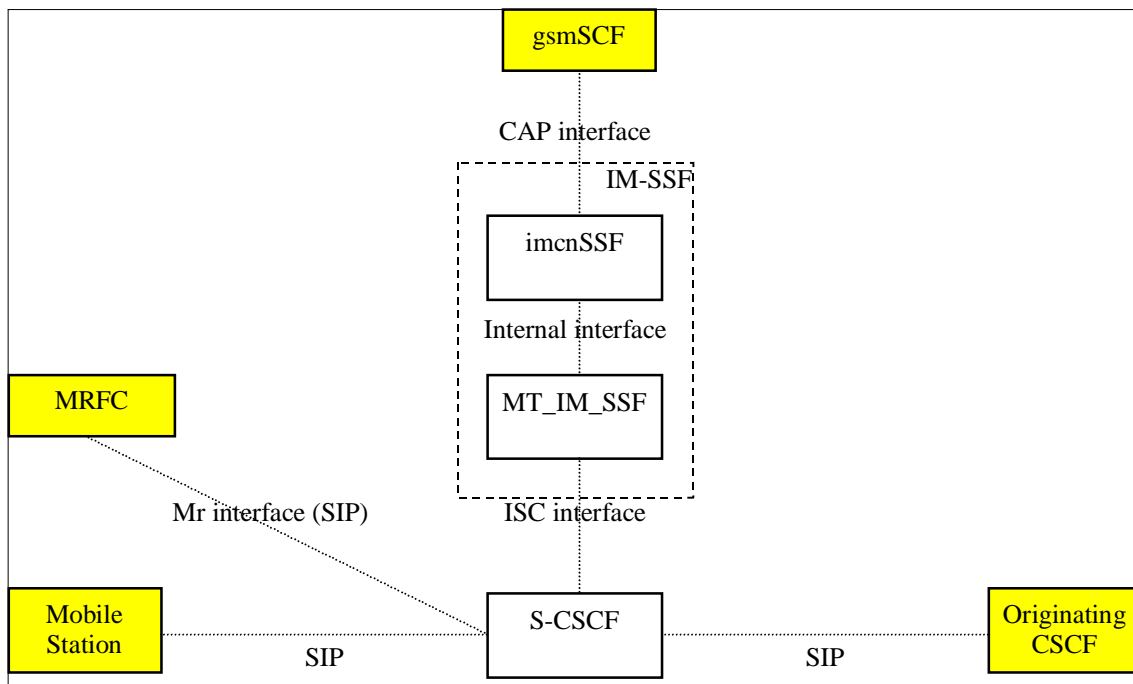 gsmSCF
CAP interface
IM-SSF
imcnSSF
Internal interface
MRFC
MT_IM_SSF
Mr interface (SIP)
ISC interface
Mobile
Station
SIP
S-CSCF
SIP
Originating
CSCF